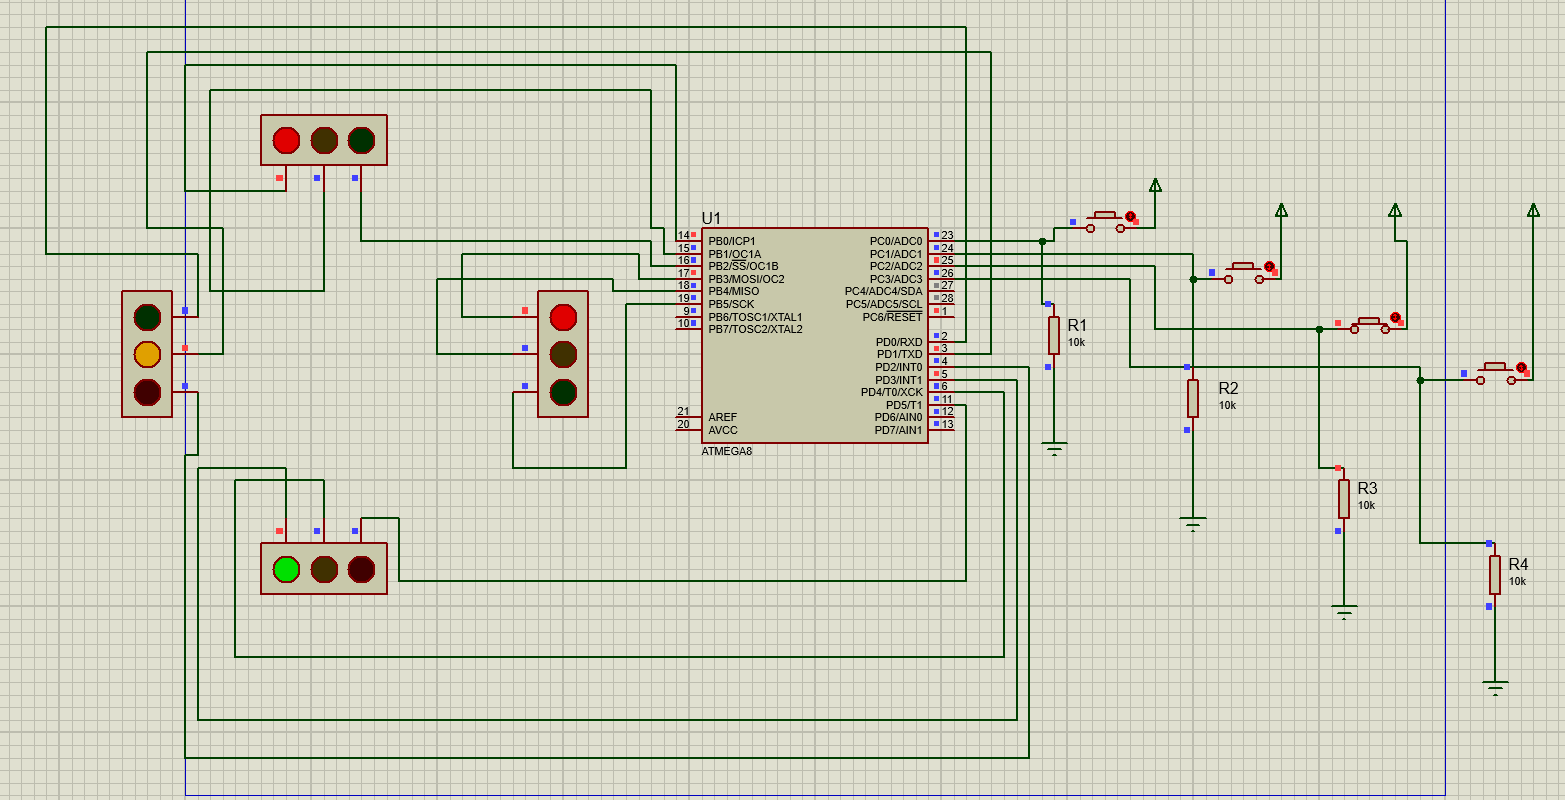 U1
14 PB0/ICP1 PC0/ADC0 23
15 PB1/OC1A PC1/ADC1 24
16 PB2/SS/OC1B PC2/ADC2 25
17 PB3/MOSI/OC2 PC3/ADC3 26
18 PB4/MISO PC4/ADC4/SDA 27
19 PB5/SCK PC5/ADC5/SCL 28
9 PB6/TOSC1/XTAL1 PC6/RESET 1
10 PB7/TOSC2/XTAL2
PD0/RXD 2
PD1/TXD 3
PD2/INT0 4
PD3/INT1 5
PD4/T0/XCK 6
PD5/T1 11
21 AREF PD6/AIN0 12
20 AVCC PD7/AIN1 13
ATMEGA8
R1
10k
R2
10k
R3
10k
R4
10k